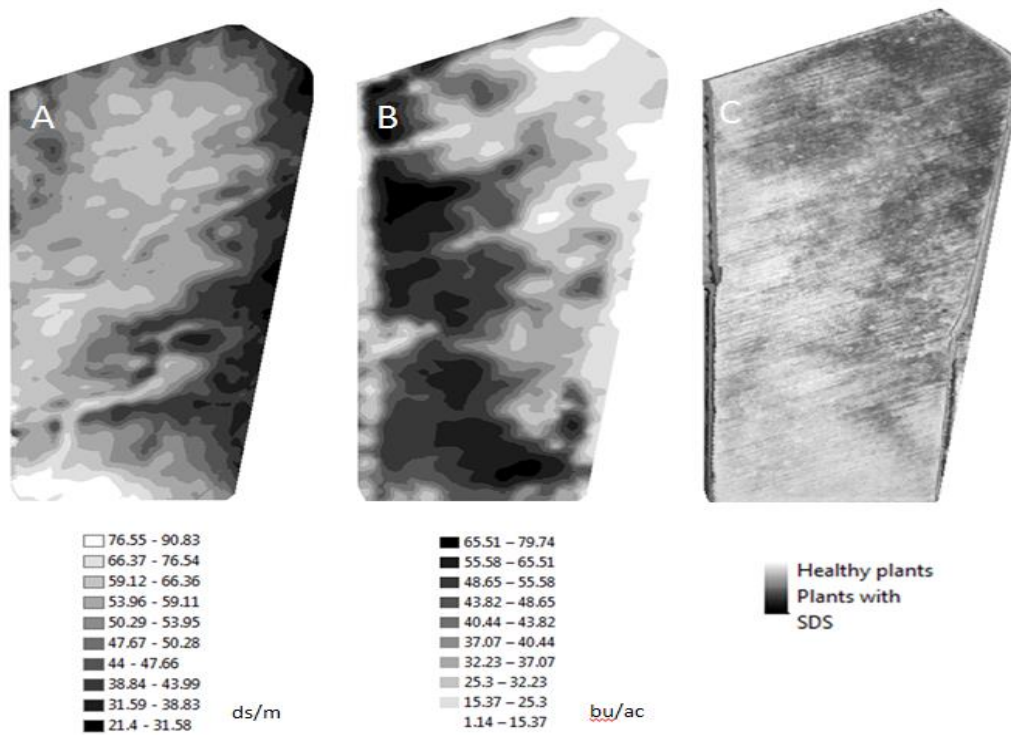 A
B
C
76.55 - 90.83
66.37 - 76.54
59.12 - 66.36
53.96 - 59.11
50.29 - 53.95
47.67 - 50.28
44 - 47.66
38.84 - 43.99
31.59 - 38.83
21.4 - 31.58
ds/m
65.51 – 79.74
55.58 – 65.51
48.65 – 55.58
43.82 – 48.65
40.44 – 43.82
37.07 – 40.44
32.23 – 37.07
25.3 – 32.23
15.37 – 25.3
1.14 – 15.37
bu/ac
Healthy plants
Plants with
SDS